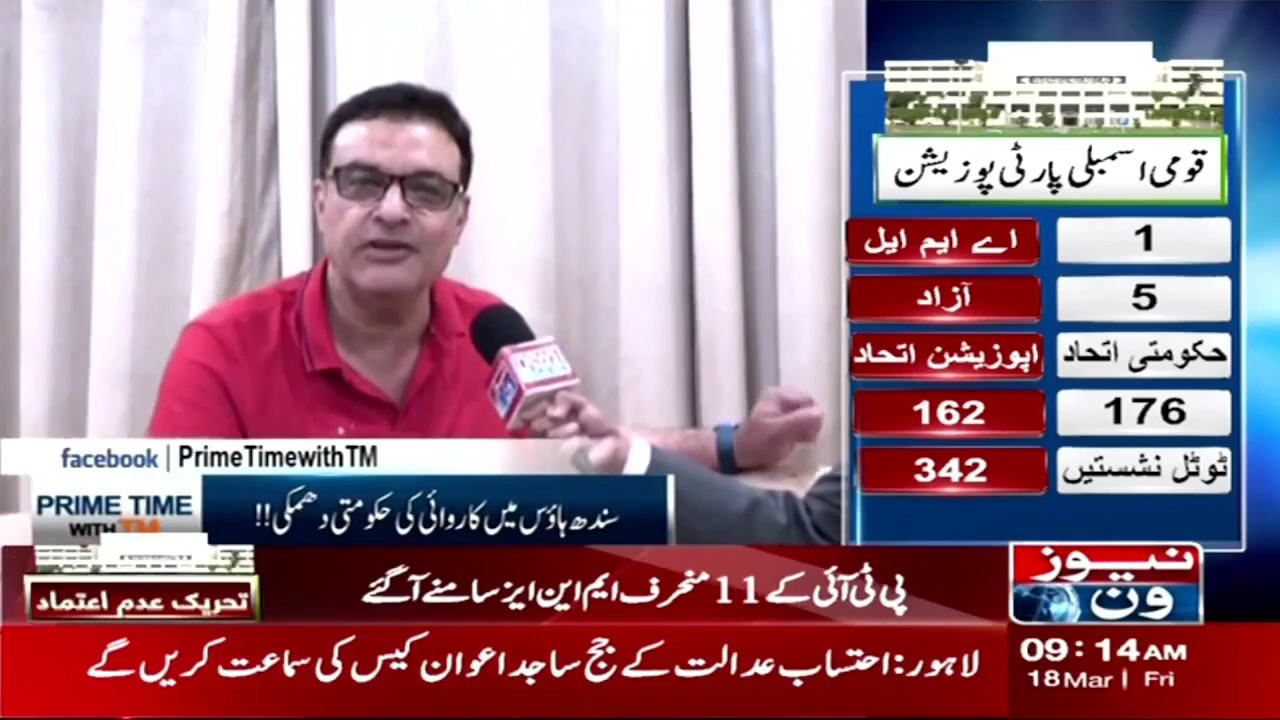 قومی اسمبلی پارٹی پوزیشن
اے ایم ایل 1
آزاد 5
اپوزیشن اتحاد حکومتی اتحاد
162 176
342 ٹوٹل نشستیں
facebook | PrimeTimewithTM
PRIME TIME
WITH TM
سندھ ہاؤس میں کاروائی کی حکومتی دھمکی!!
تحریک عدم اعتماد
پی ٹی آئی کے 11 منحرف ایم این ایز سامنے آگئے
نیوز
ون
لاہور: احتساب عدالت کے جج ساجد اعوان کیس کی سماعت کریں گے
09:14AM
18Mar | Fri